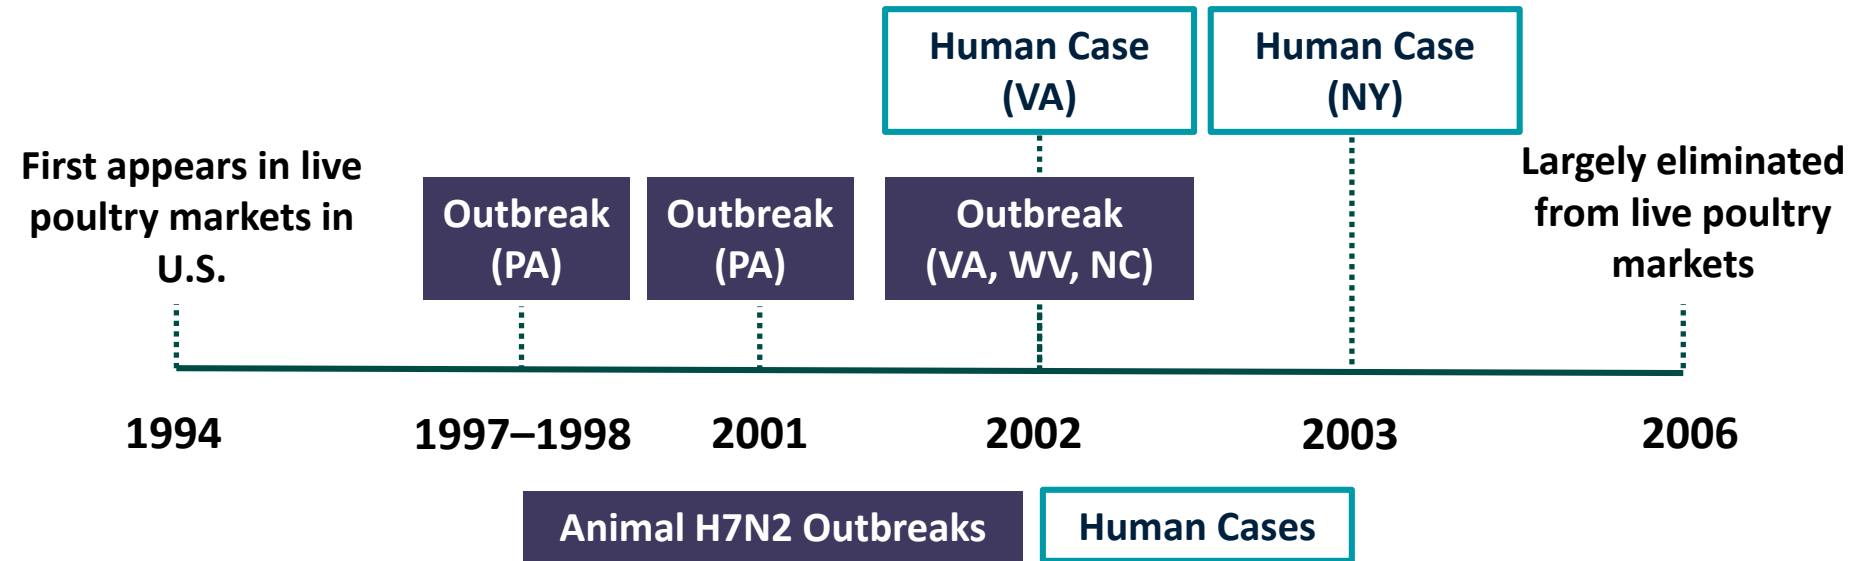 First appears in live
poultry markets in
U.S.
Outbreak
(PA)
Outbreak
(PA)
Human Case
(VA)
Outbreak
(VA, WV, NC)
Human Case
(NY)
Largely eliminated
from live poultry
markets
1994
1997–1998
2001
2002
2003
2006
Animal H7N2 Outbreaks
Human Cases